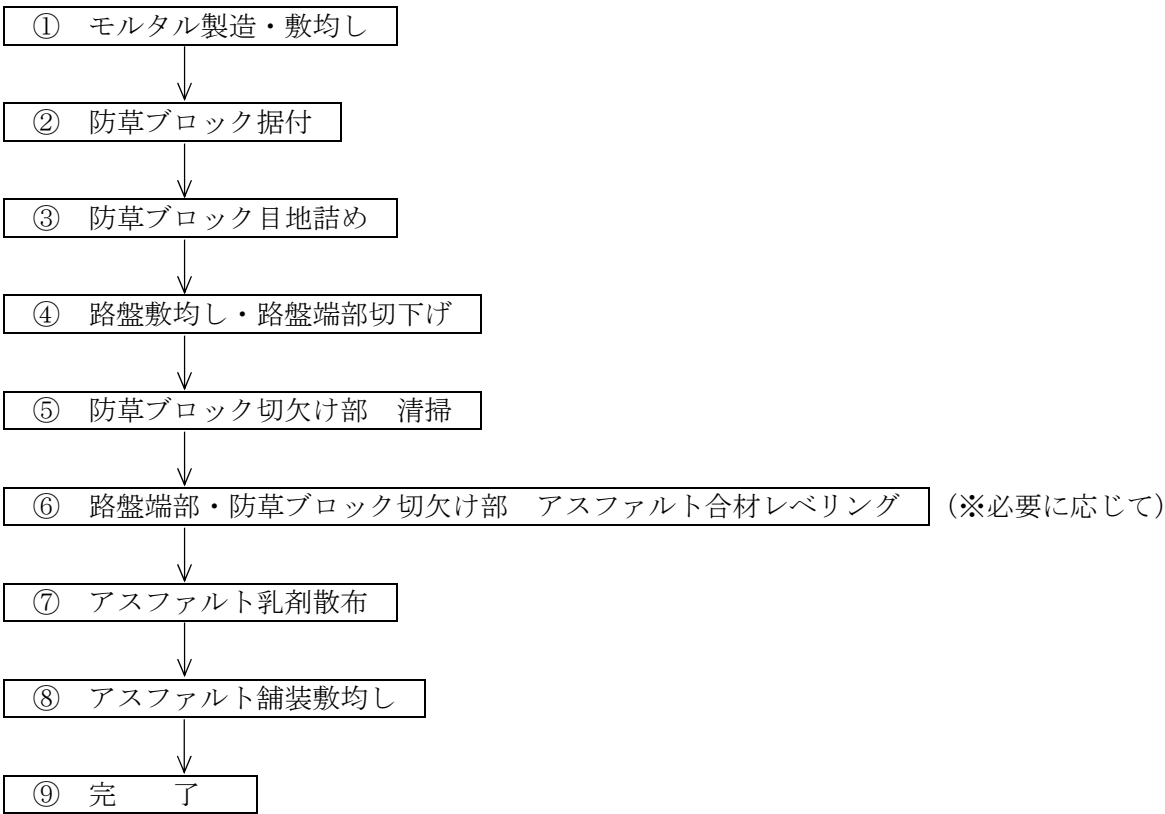 ① モルタル製造・敷均し
② 防草ブロック据付
③ 防草ブロック目地詰め
④ 路盤敷均し・路盤端部切下げ
⑤ 防草ブロック切欠け部　清掃
⑥ 路盤端部・防草ブロック切欠け部　アスファルト合材レベリング （※必要に応じて）
⑦ アスファルト乳剤散布
⑧ アスファルト舗装敷均し
⑨ 完　　了